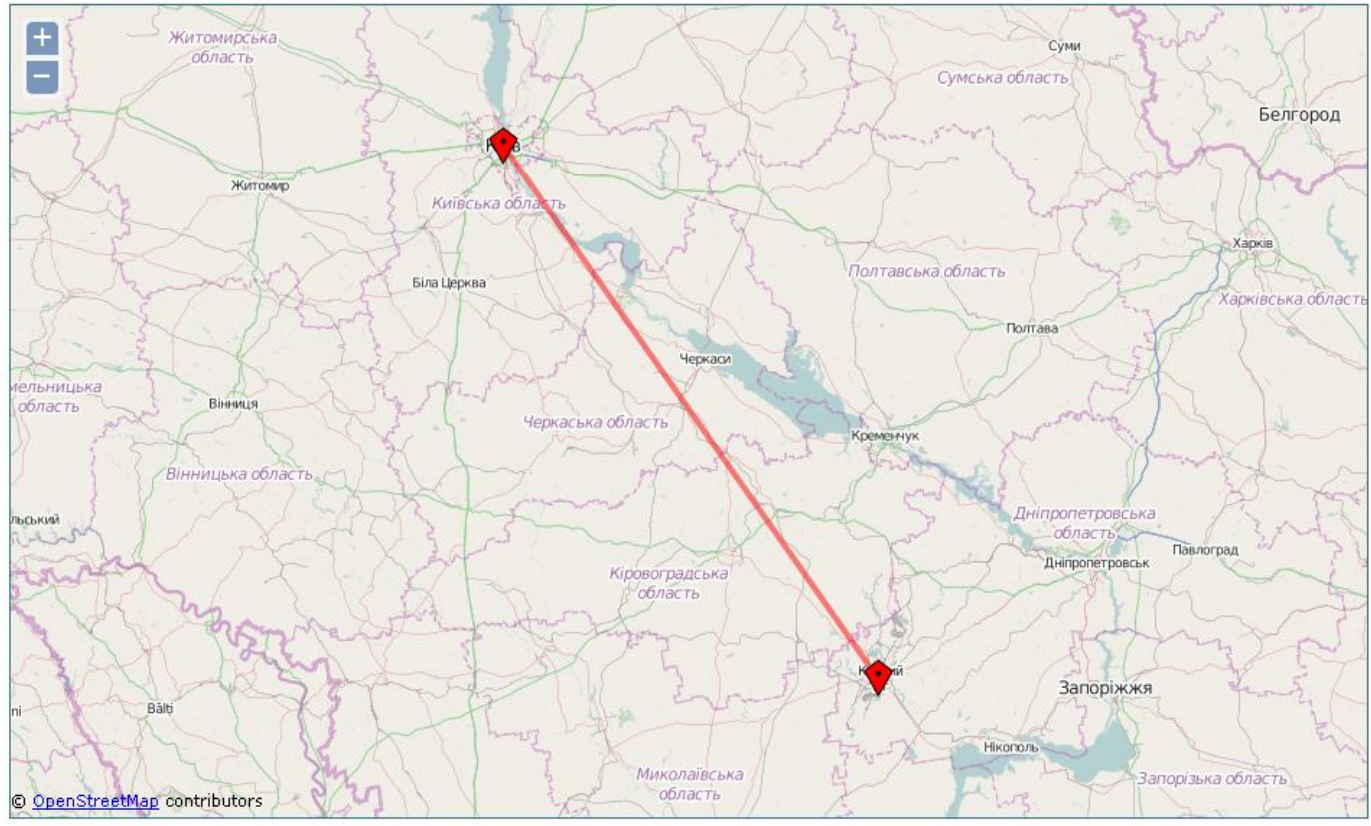 +
−
Житомирська
область
Суми
Сумська область
Белгород
Житомир
Київська область
Харків
Біла Церква
Полтавська область
Харківська область
Полтава
Черкаси
мельницька
область
Вінниця
Черкаська область
Кременчук
Вінницька область
льський
Дніпропетровська
область
Павлоград
Дніпропетровськ
Кіровоградська
область
Запоріжжя
ni
Bălți
Нікополь
Миколаївська
область
Запорізька область
© OpenStreetMap contributors